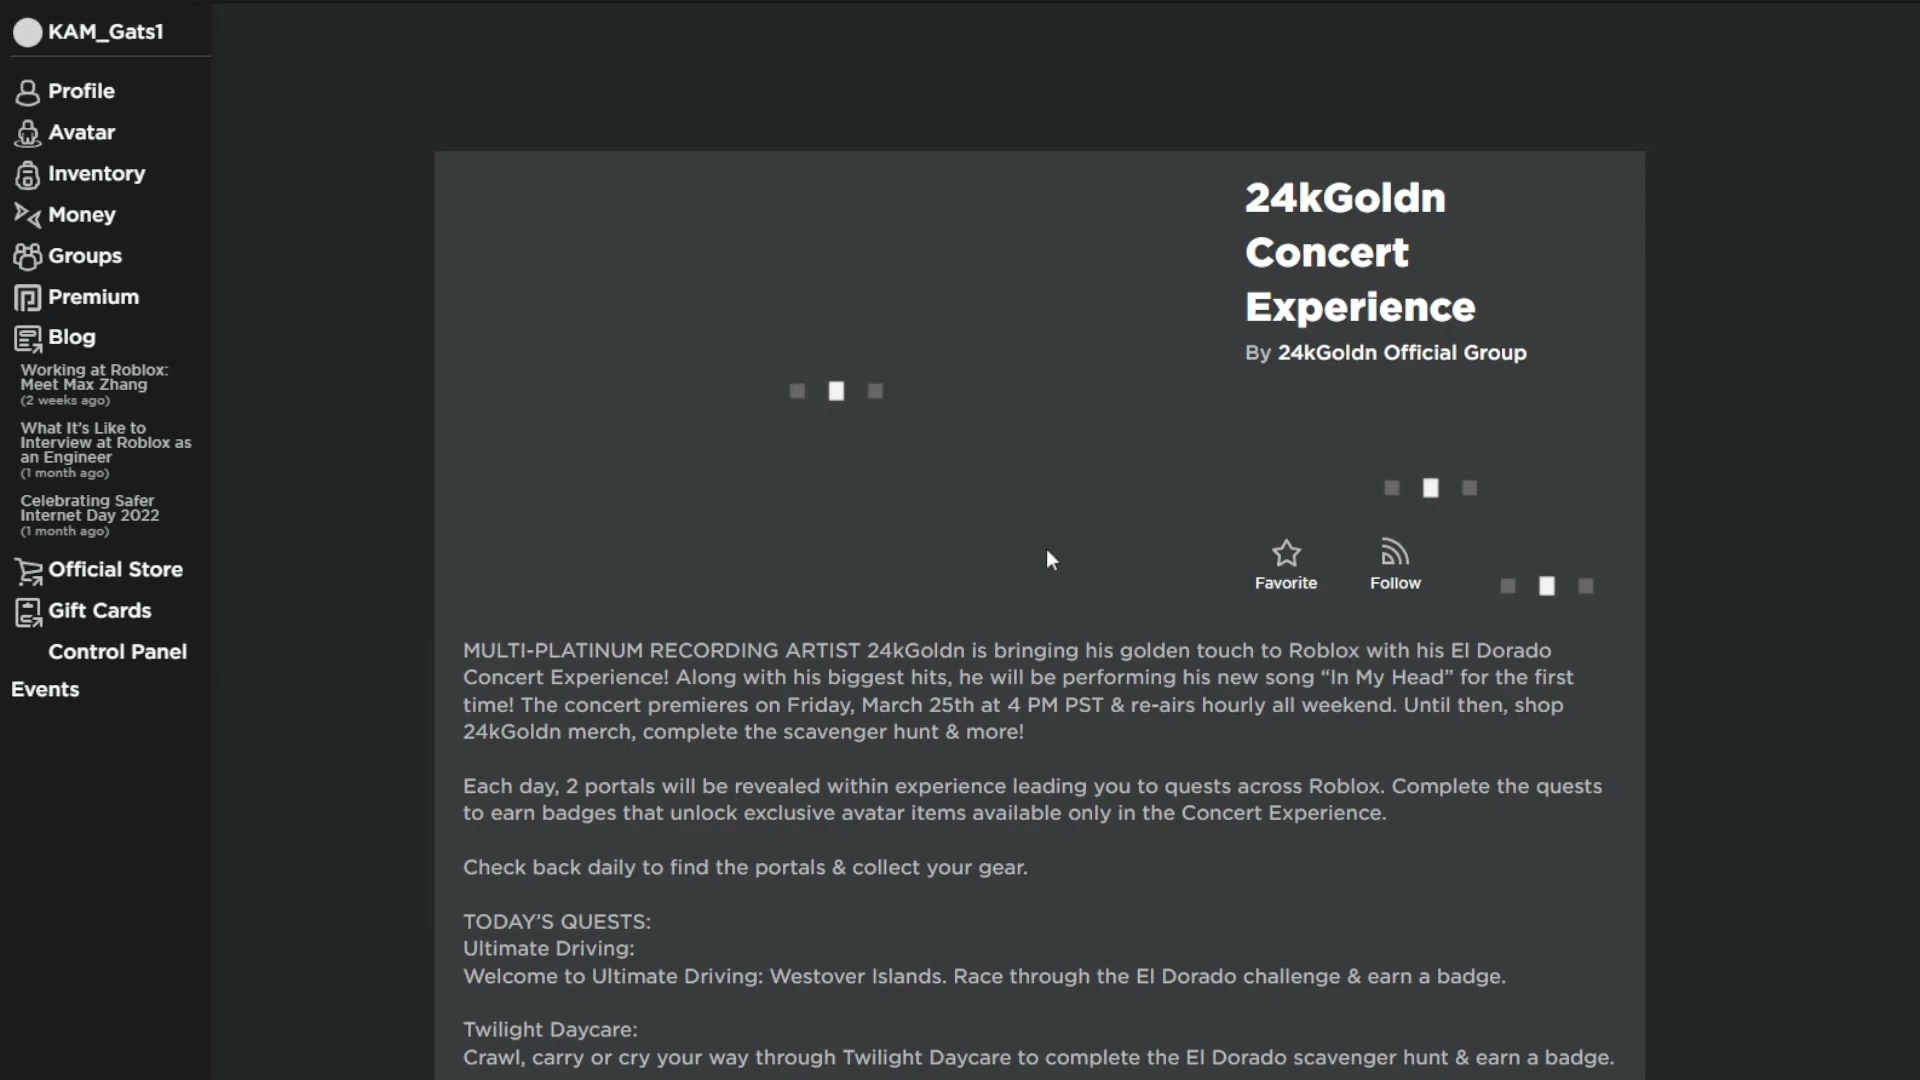 KAM_Gats1
Profile
Avatar
Inventory
Money
Groups
Premium
Blog
Working at Roblox:
Meet Max Zhang
(2 weeks ago)
What It’s Like to
Interview at Roblox as
an Engineer
(1 month ago)
Celebrating Safer
Internet Day 2022
(1 month ago)
Official Store
Gift Cards
Control Panel
Events
24kGoldn
Concert
Experience
By 24kGoldn Official Group
Favorite
Follow
MULTI-PLATINUM RECORDING ARTIST 24kGoldn is bringing his golden touch to Roblox with his El Dorado
Concert Experience! Along with his biggest hits, he will be performing his new song “In My Head” for the first
time! The concert premieres on Friday, March 25th at 4 PM PST & re-airs hourly all weekend. Until then, shop
24kGoldn merch, complete the scavenger hunt & more!
Each day, 2 portals will be revealed within experience leading you to quests across Roblox. Complete the quests
to earn badges that unlock exclusive avatar items available only in the Concert Experience.
Check back daily to find the portals & collect your gear.
TODAY’S QUESTS:
Ultimate Driving:
Welcome to Ultimate Driving: Westover Islands. Race through the El Dorado challenge & earn a badge.
Twilight Daycare:
Crawl, carry or cry your way through Twilight Daycare to complete the El Dorado scavenger hunt & earn a badge.